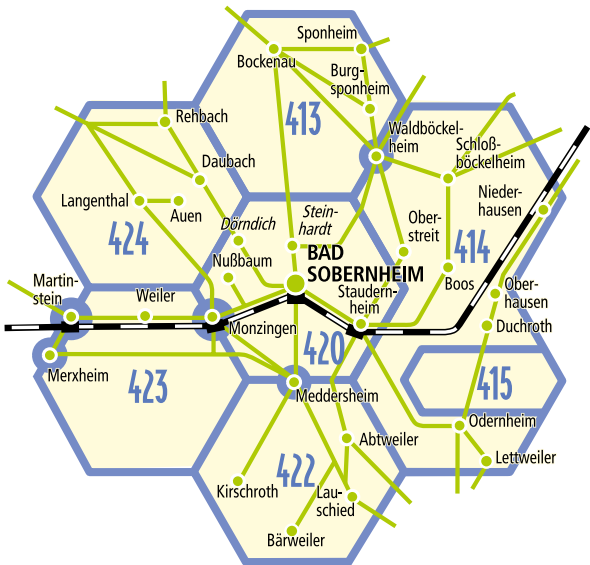 Sponheim
Bockenau
Burg-
sponheim
413
Rehbach
Waldböckel-
heim
Schloß-
böckelheim
Daubach
Nieder-
hausen
Langenthal
Auen
Dörndich
Stein-
hardt
Ober-
streit
424
414
Nußbaum
BAD
SOBERNHEIM
Martin-
stein
Weiler
Staudern-
heim
Boos
Ober-
hausen
Monzingen
420
Duchroth
Merxheim
423
Meddersheim
415
Odernheim
Abtweiler
Lettweiler
422
Kirschroth
Lau-
schied
Bärweiler